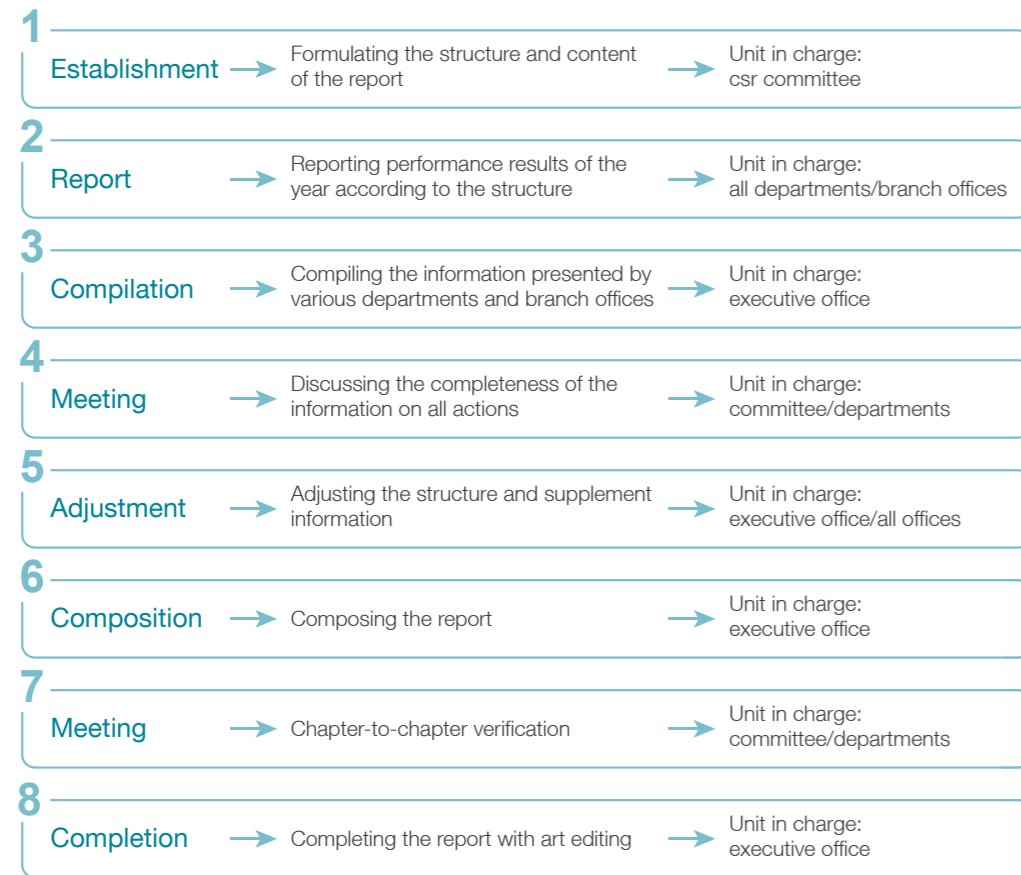 1
Establishment
Formulating the structure and content
of the report
Unit in charge:
csr committee
2
Report
Reporting performance results of the
year according to the structure
Unit in charge:
all departments/branch offices
3
Compilation
Compiling the information presented by
various departments and branch offices
Unit in charge:
executive office
4
Meeting
Discussing the completeness of the
information on all actions
Unit in charge:
committee/departments
5
Adjustment
Adjusting the structure and supplement
information
Unit in charge:
executive office/all offices
6
Composition
Composing the report
Unit in charge:
executive office
7
Meeting
Chapter-to-chapter verification
Unit in charge:
committee/departments
8
Completion
Completing the report with art editing
Unit in charge:
executive office